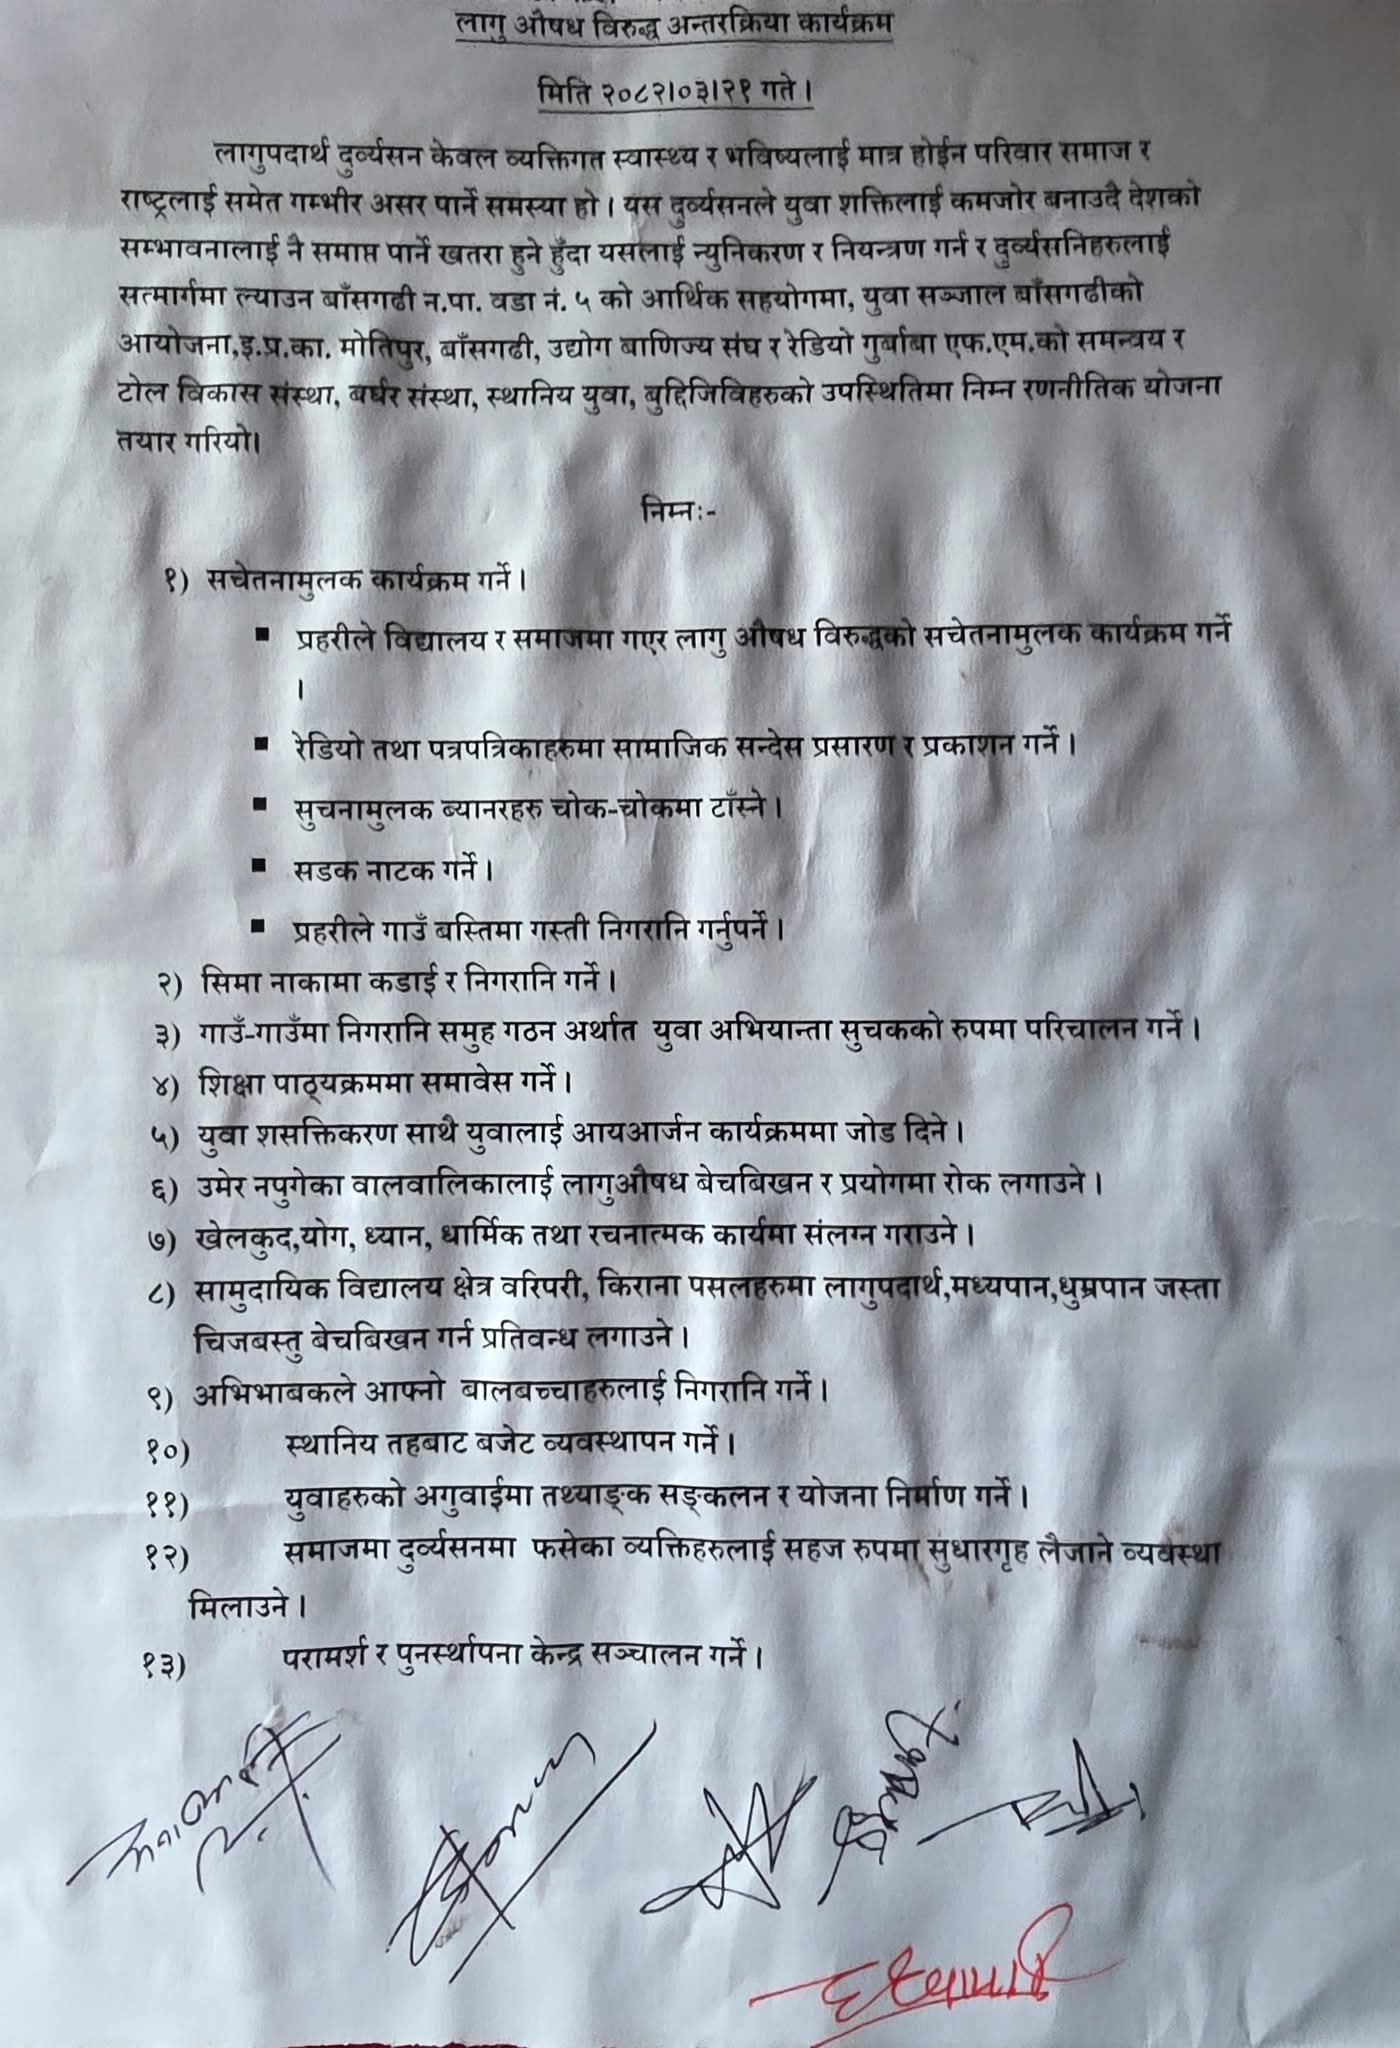 लागु औषध विरुद्ध अन्तरक्रिया कार्यक्रम
मिति २०८२।०३।२१ गते।
लागुपदार्थ दुर्व्यसन केवल व्यक्तिगत स्वास्थ्य र भविष्यलाई मात्र होईन परिवार समाज र
राष्ट्रलाई समेत गम्भीर असर पार्ने समस्या हो। यस दुर्व्यसनले युवा शक्तिलाई कमजोर बनाउदै देशको
सम्भावनालाई नै समाप्त पार्ने खतरा हुने हुँदा यसलाई न्युनिकरण र नियन्त्रण गर्न र दुर्व्यसनिहरुलाई
सत्मार्गमा ल्याउन बाँसगढी न.पा. वडा नं. ५ को आर्थिक सहयोगमा, युवा सञ्जाल बाँसगढीको
आयोजना,इ.प्र.का. मोतिपुर, बाँसगढी, उद्योग बाणिज्य संघ र रेडियो गुर्बाबा एफ.एम.को समन्वय र
टोल विकास संस्था, बर्घर संस्था, स्थानिय युवा, बुद्दिजिविहरुको उपस्थितिमा निम्न रणनीतिक योजना
तयार गरियो।
निम्न:-
१) सचेतनामुलक कार्यक्रम गर्ने।
▪ प्रहरीले विद्यालय र समाजमा गएर लागु औषध विरुद्धको सचेतनामुलक कार्यक्रम गर्ने
।
▪ रेडियो तथा पत्रपत्रिकाहरुमा सामाजिक सन्देस प्रसारण र प्रकाशन गर्ने।
▪ सुचनामुलक ब्यानरहरु चोक-चोकमा टाँस्ने।
▪ सडक नाटक गर्ने।
▪ प्रहरीले गाउँ बस्तिमा गस्ती निगरानि गर्नुपर्ने।
२) सिमा नाकामा कडाई र निगरानि गर्ने।
३) गाउँ-गाउँमा निगरानि समुह गठन अर्थात युवा अभियान्ता सुचकको रुपमा परिचालन गर्ने।
४) शिक्षा पाठ्यक्रममा समावेस गर्ने।
५) युवा शसक्तिकरण साथै युवालाई आयआर्जन कार्यक्रममा जोड दिने।
६) उमेर नपुगेका वालवालिकालाई लागुऔषध बेचबिखन र प्रयोगमा रोक लगाउने।
७) खेलकुद,योग, ध्यान, धार्मिक तथा रचनात्मक कार्यमा संलग्न गराउने।
८) सामुदायिक विद्यालय क्षेत्र वरिपरी, किराना पसलहरुमा लागुपदार्थ,मध्यपान,धुम्रपान जस्ता
चिजबस्तु बेचबिखन गर्न प्रतिवन्ध लगाउने।
९) अभिभाबकले आफ्नो बालबच्चाहरुलाई निगरानि गर्ने।
१०) स्थानिय तहबाट बजेट व्यवस्थापन गर्ने।
११) युवाहरुको अगुवाईमा तथ्याङ्क सङ्कलन र योजना निर्माण गर्ने।
१२) समाजमा दुर्व्यसनमा फसेका व्यक्तिहरुलाई सहज रुपमा सुधारगृह लैजाने व्यवस्था
मिलाउने।
१३) परामर्श र पुनर्स्थापना केन्द्र सञ्चालन गर्ने।